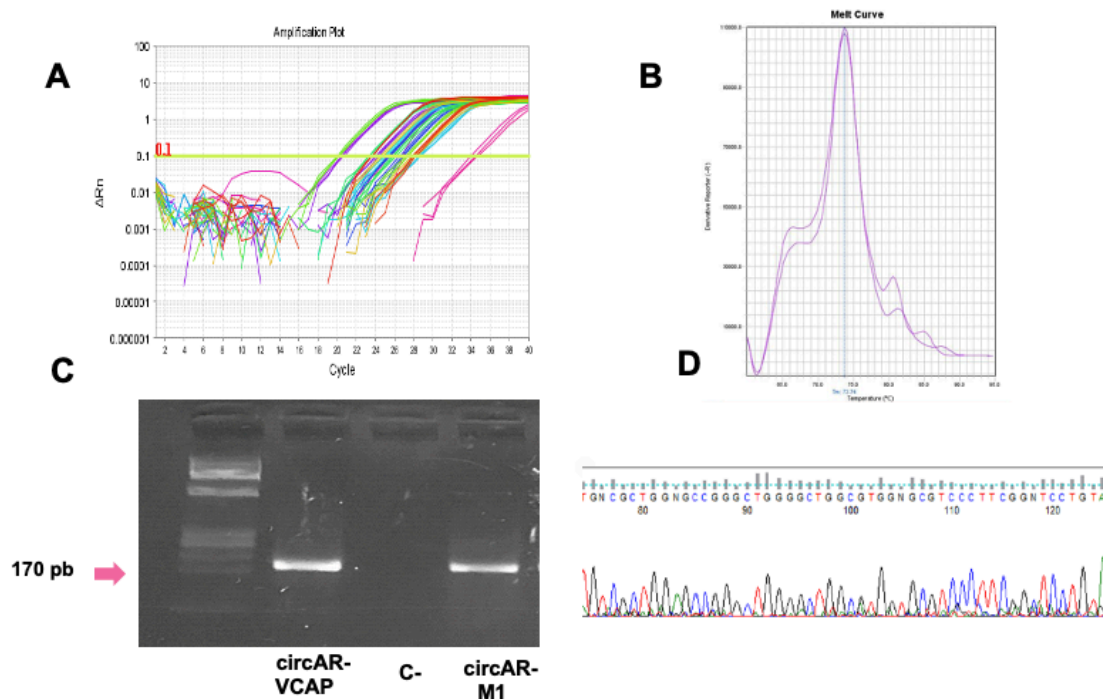 A
Amplification Plot
100
10
1
0.1
0.1
0.01
0.001
0.0001
0.00001
0.000001
ΔRn
2 4 6 8 10 12 14 16 18 20 22 24 26 28 30 32 34 36 38 40
Cycle
B
Melt Curve
Derivative Reporter (-R')
Temperature (°C)
C
170 pb
circAR-
VCAP
C-
circAR-
M1
D
TGNCGCTGGNGCCGGGCTGGGGCTGGCGTGGNGCGTCCCTTCGGNTCCTGTA
80 90 100 110 120